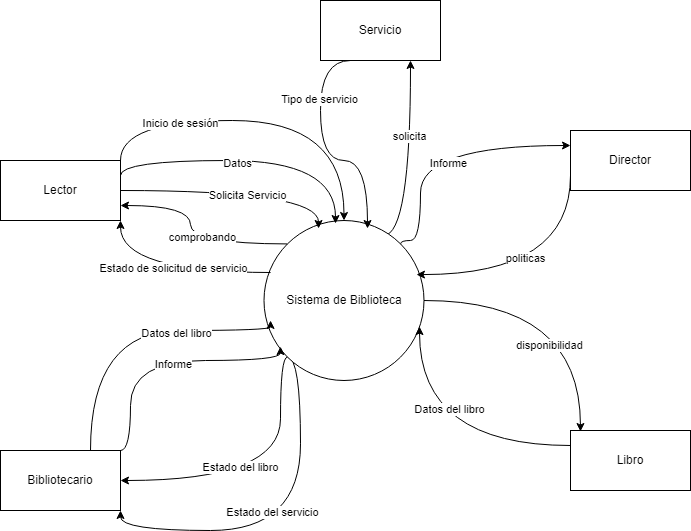 Servicio
Tipo de servicio
Inicio de sesión
solicita
Informe
Director
Datos
Lector
Solicita Servicio
comprobando
politicas
Estado de solicitud de servicio
Sistema de Biblioteca
Datos del libro
disponibilidad
Informe
Datos del libro
Libro
Estado del libro
Bibliotecario
Estado del servicio